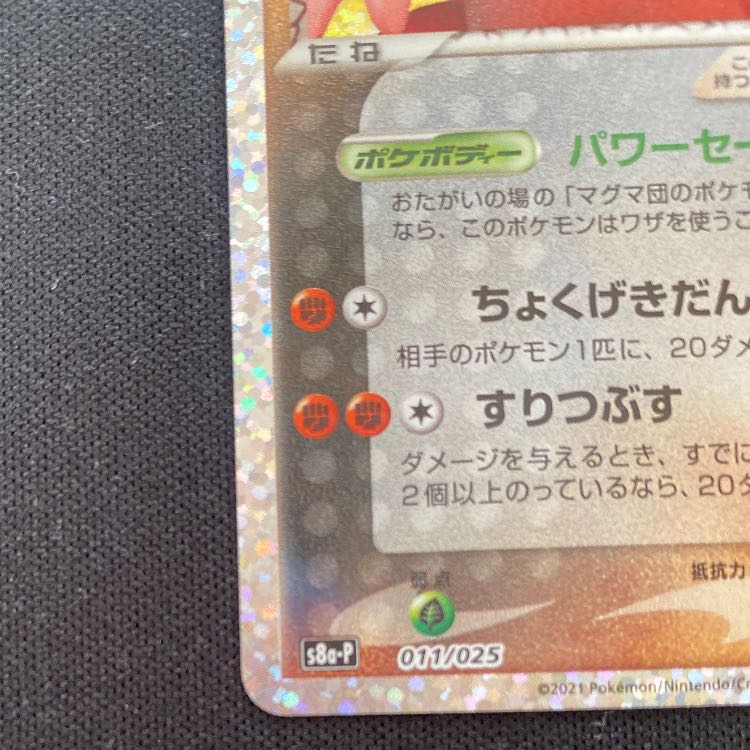 たね
こ
持つ
ポケボディー パワーセー
おたがいの場の「マグマ団のポケモ
なら、このポケモンはワザを使うこ
ちょくげきだん
相手のポケモン1匹に、20ダメ
すりつぶす
ダメージを与えるとき、すでに
2個以上のっているなら、20ダ
弱点 抵抗力
s8a-P 011/025
©2021 Pokémon/Nintendo/Cr